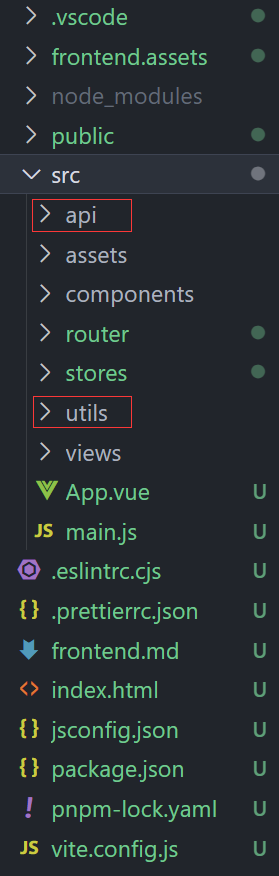 .vscode
frontend.assets
node_modules
public
src
api
assets
components
router
stores
utils
views
App.vue U
JS main.js U
.eslintrc.cjs U
{} .prettierrc.json U
frontend.md U
<> index.html U
{} jsconfig.json U
{} package.json U
! pnpm-lock.yaml U
JS vite.config.js U